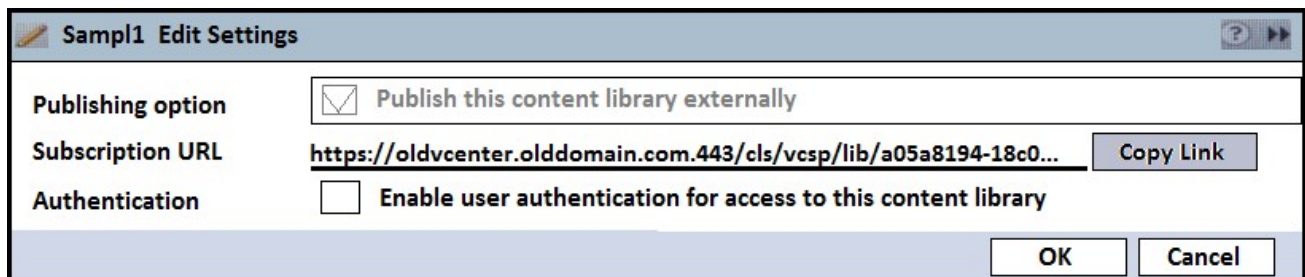 Sampl1 Edit Settings
Publishing option Publish this content library externally
Subscription URL https://oldvcenter.olddomain.com.443/cls/vcsp/lib/a05a8194-18c0... Copy Link
Authentication Enable user authentication for access to this content library
OK Cancel